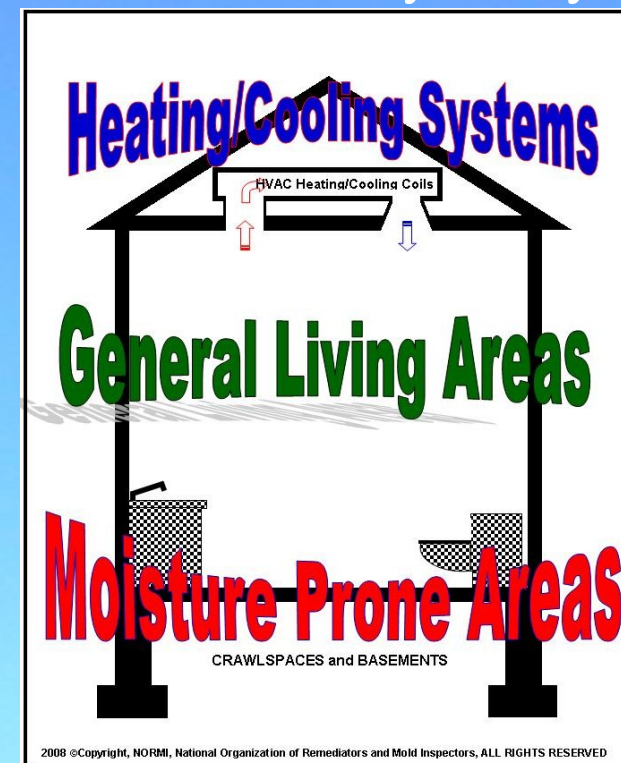 Heating/Cooling Systems
HVAC Heating/Cooling Coils
General Living Areas
Moisture Prone Areas
CRAWLSPACES and BASEMENTS
2008 ©Copyright, NORMI, National Organization of Remediators and Mold Inspectors, ALL RIGHTS RESERVED